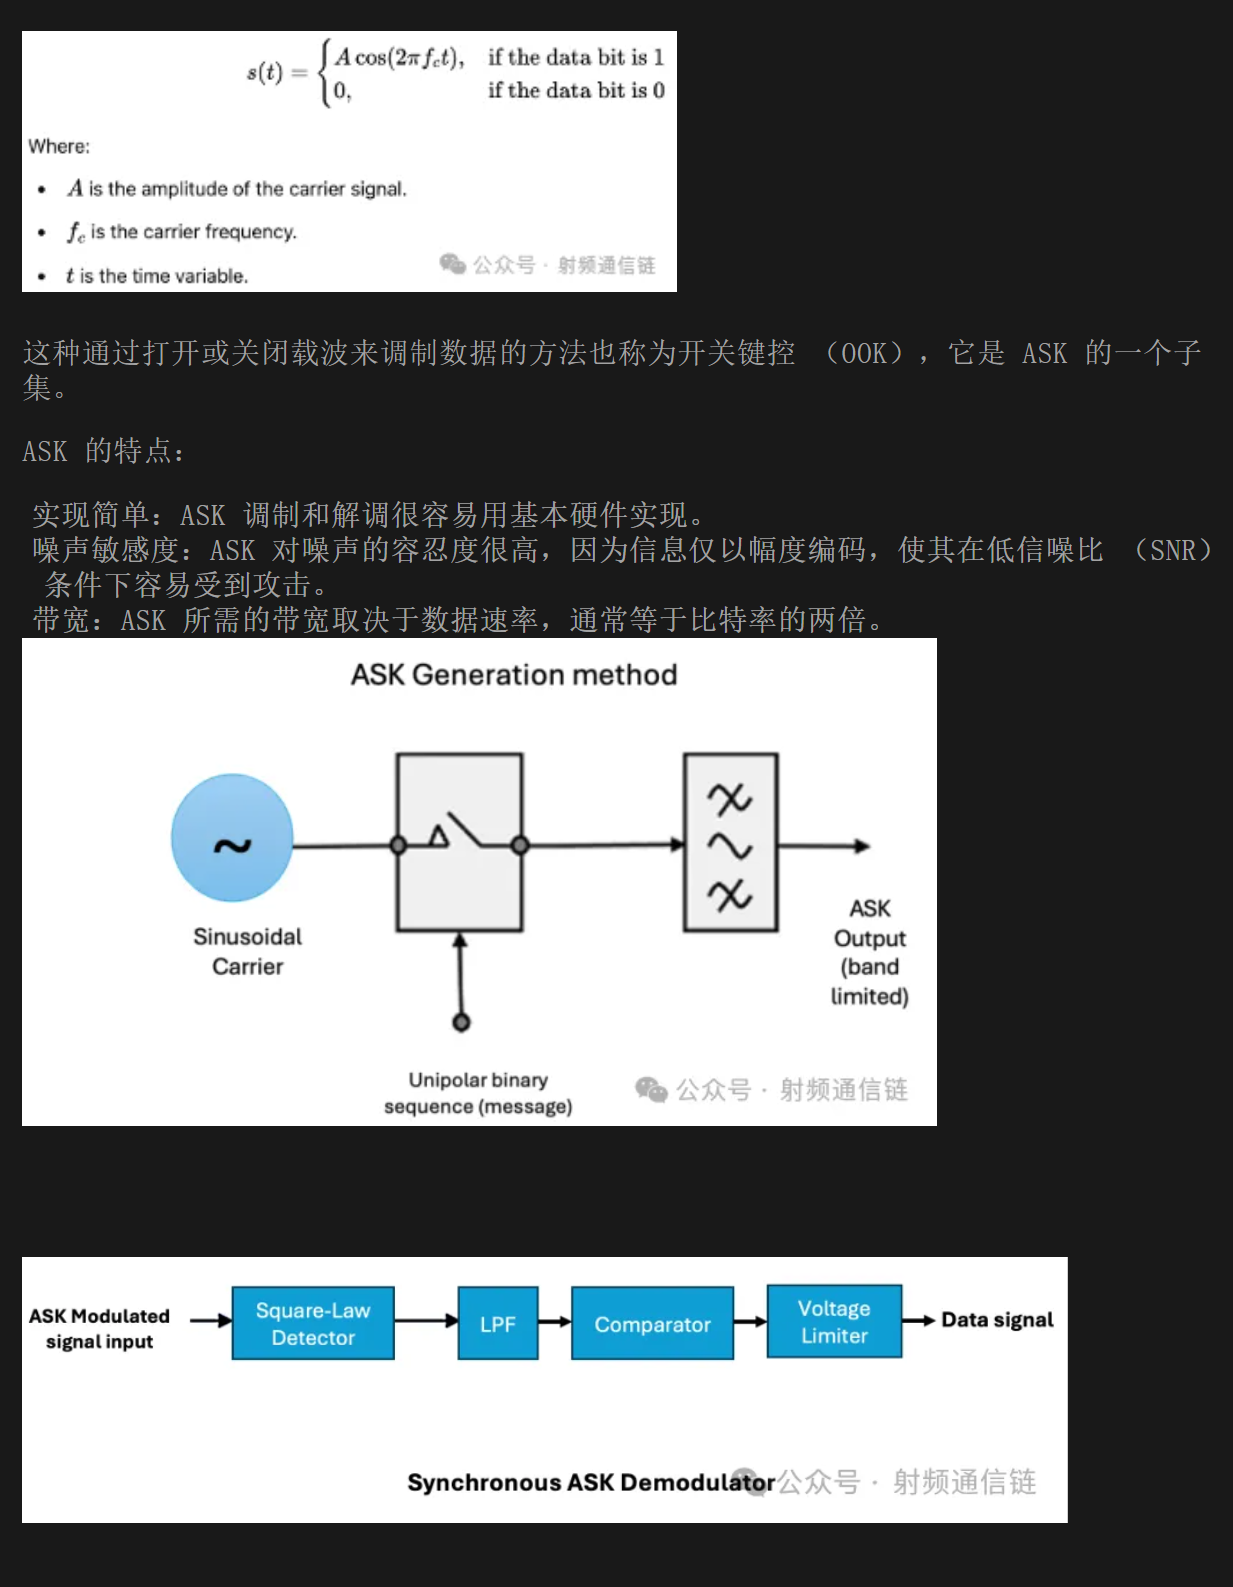 s(t) = { A cos(2πf_c t), if the data bit is 1
0, if the data bit is 0
Where:
• A is the amplitude of the carrier signal.
• f_c is the carrier frequency.
• t is the time variable.
公众号 · 射频通信链
这种通过打开或关闭载波来调制数据的方法也称为开关键控 （OOK），它是 ASK 的一个子
集。
ASK 的特点：
实现简单：ASK 调制和解调很容易用基本硬件实现。
噪声敏感度：ASK 对噪声的容忍度很高，因为信息仅以幅度编码，使其在低信噪比 （SNR）
条件下容易受到攻击。
带宽：ASK 所需的带宽取决于数据速率，通常等于比特率的两倍。
ASK Generation method
Sinusoidal
Carrier
ASK
Output
(band
limited)
Unipolar binary
sequence (message)
公众号 · 射频通信链
ASK Modulated
signal input
Square-Law
Detector
LPF
Comparator
Voltage
Limiter
Data signal
Synchronous ASK Demodulator
公众号 · 射频通信链